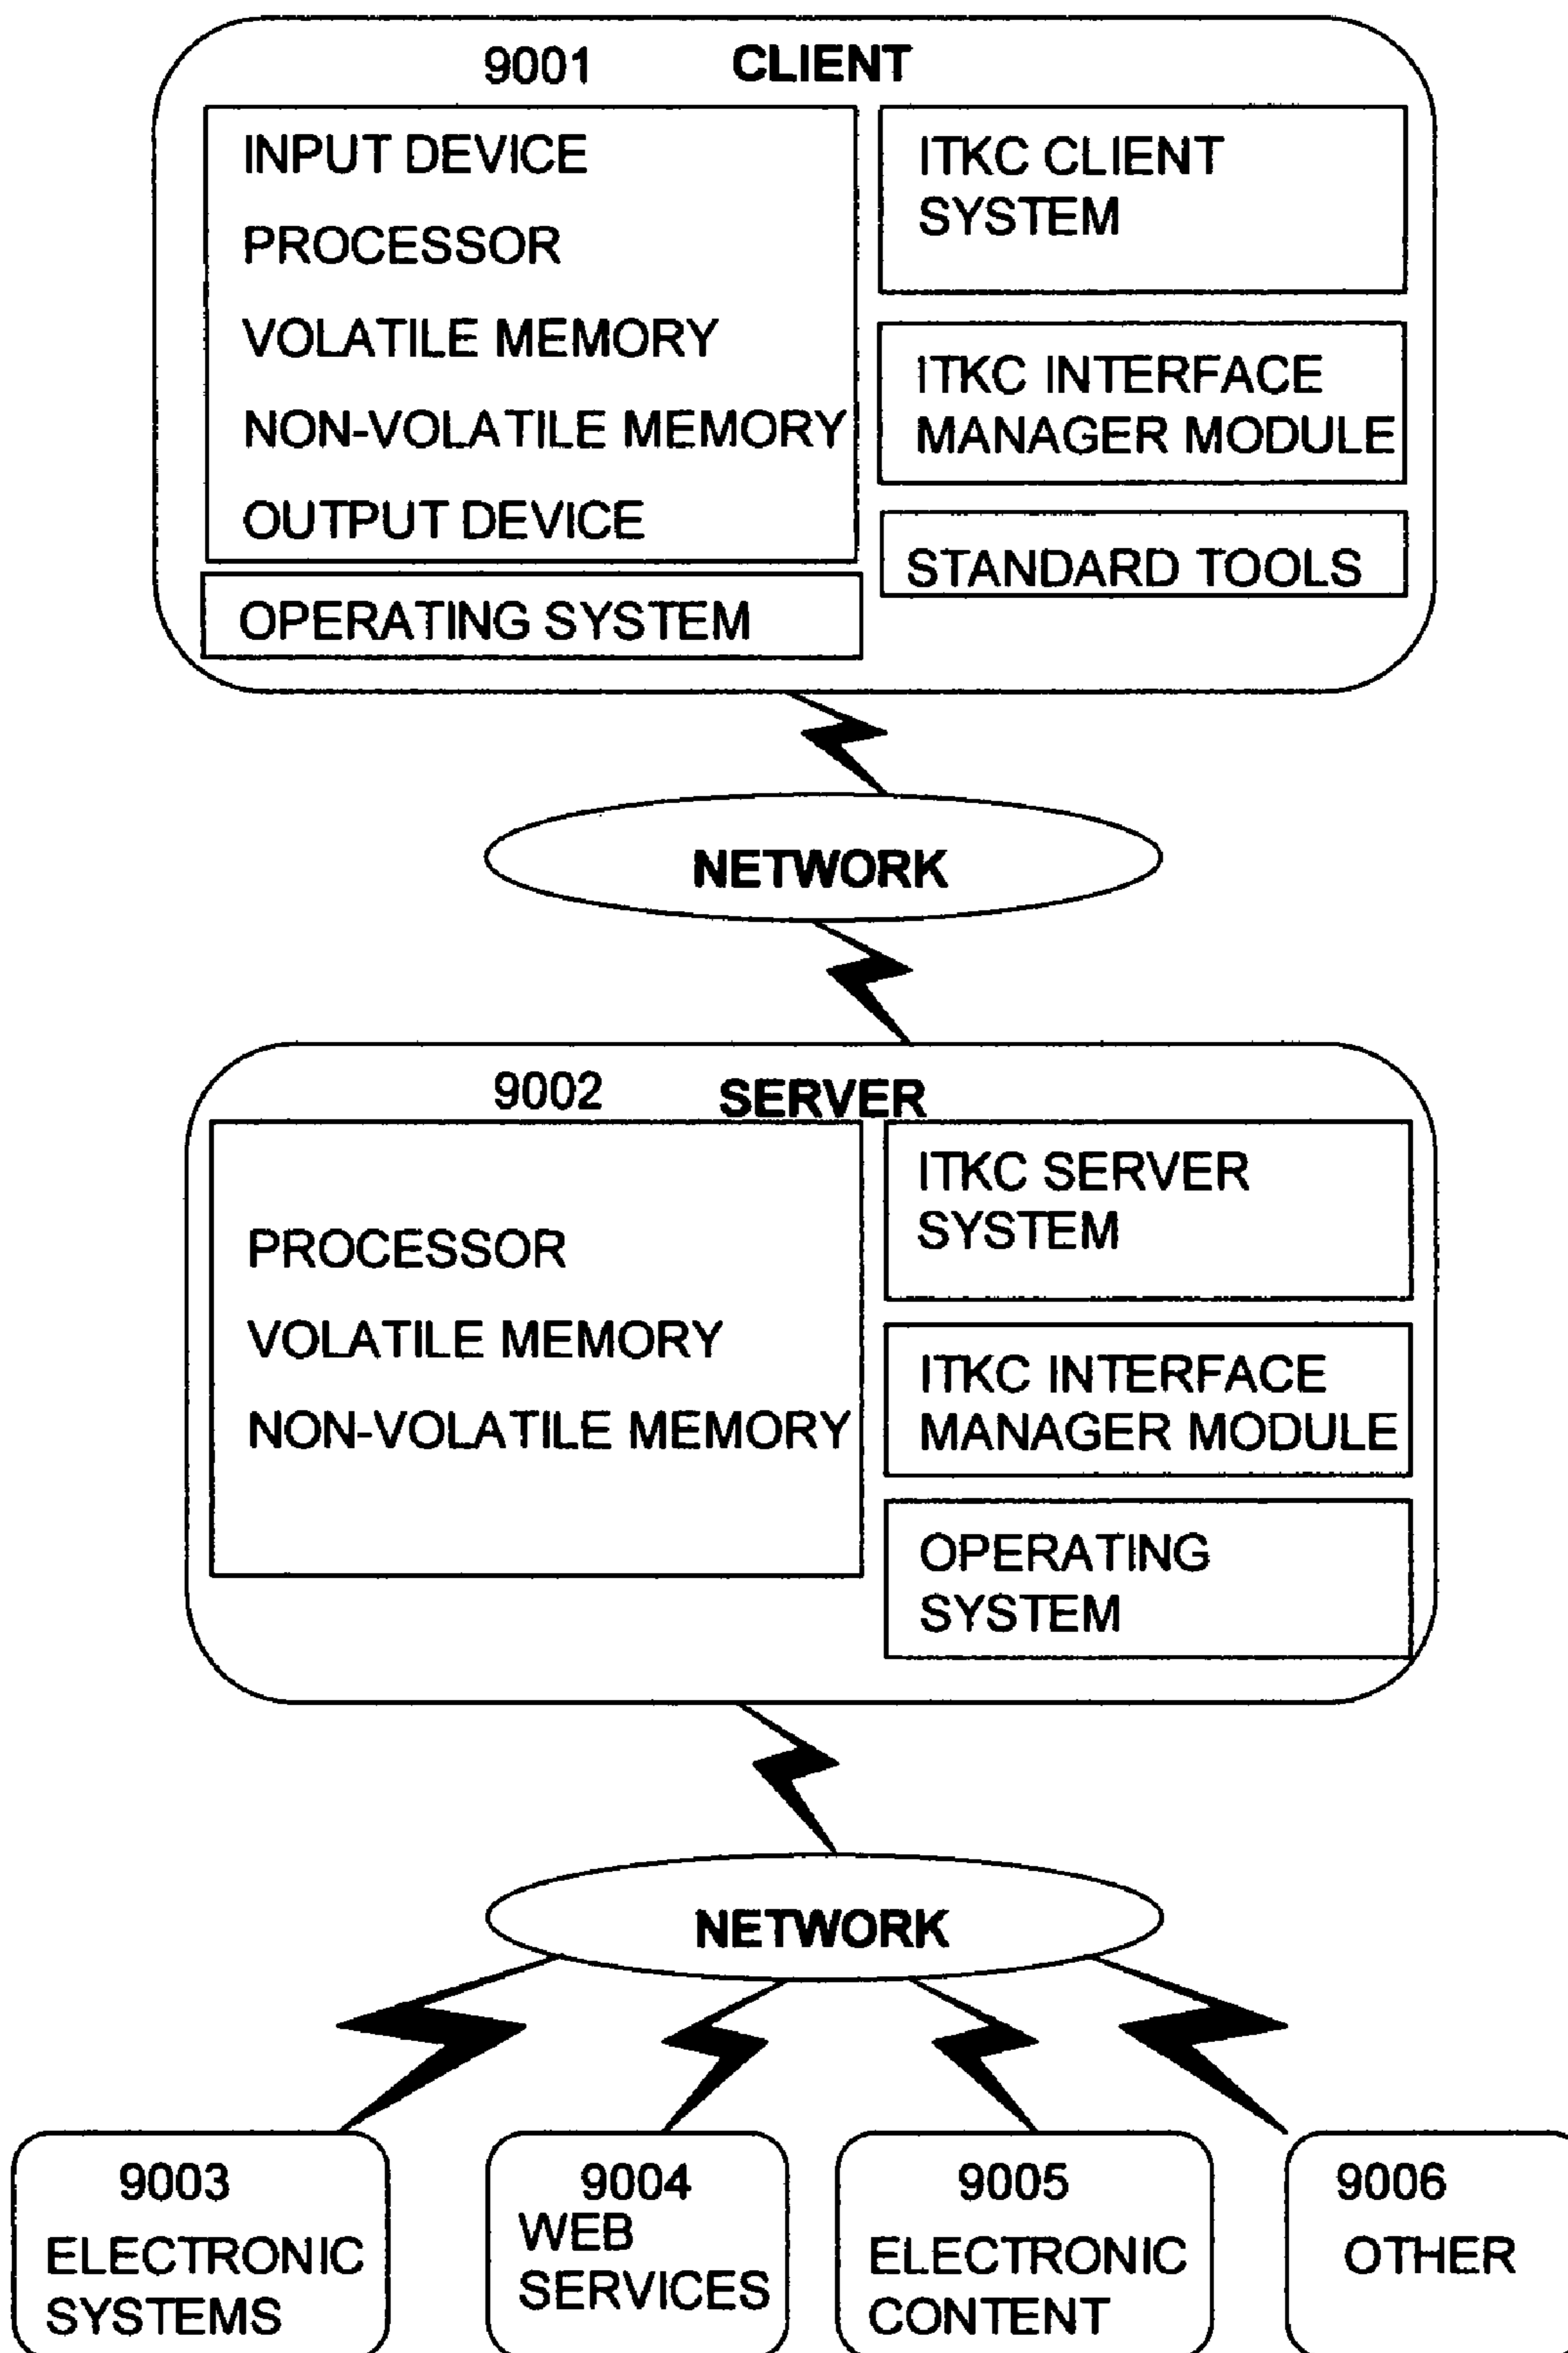 9001 CLIENT
INPUT DEVICE
PROCESSOR
VOLATILE MEMORY
NON-VOLATILE MEMORY
OUTPUT DEVICE
OPERATING SYSTEM
ITKC CLIENT
SYSTEM
ITKC INTERFACE
MANAGER MODULE
STANDARD TOOLS
NETWORK
9002 SERVER
PROCESSOR
VOLATILE MEMORY
NON-VOLATILE MEMORY
ITKC SERVER
SYSTEM
ITKC INTERFACE
MANAGER MODULE
OPERATING
SYSTEM
NETWORK
9003
ELECTRONIC
SYSTEMS
9004
WEB
SERVICES
9005
ELECTRONIC
CONTENT
9006
OTHER